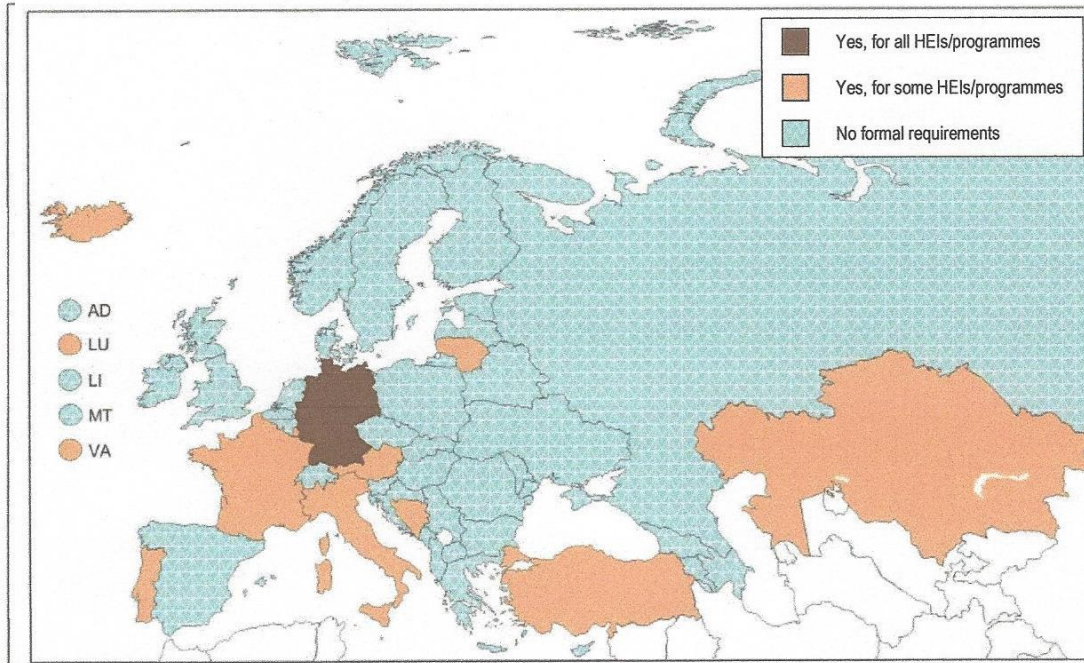 Yes, for all HEIs/programmes
Yes, for some HEIs/programmes
No formal requirements
AD
LU
LI
MT
VA